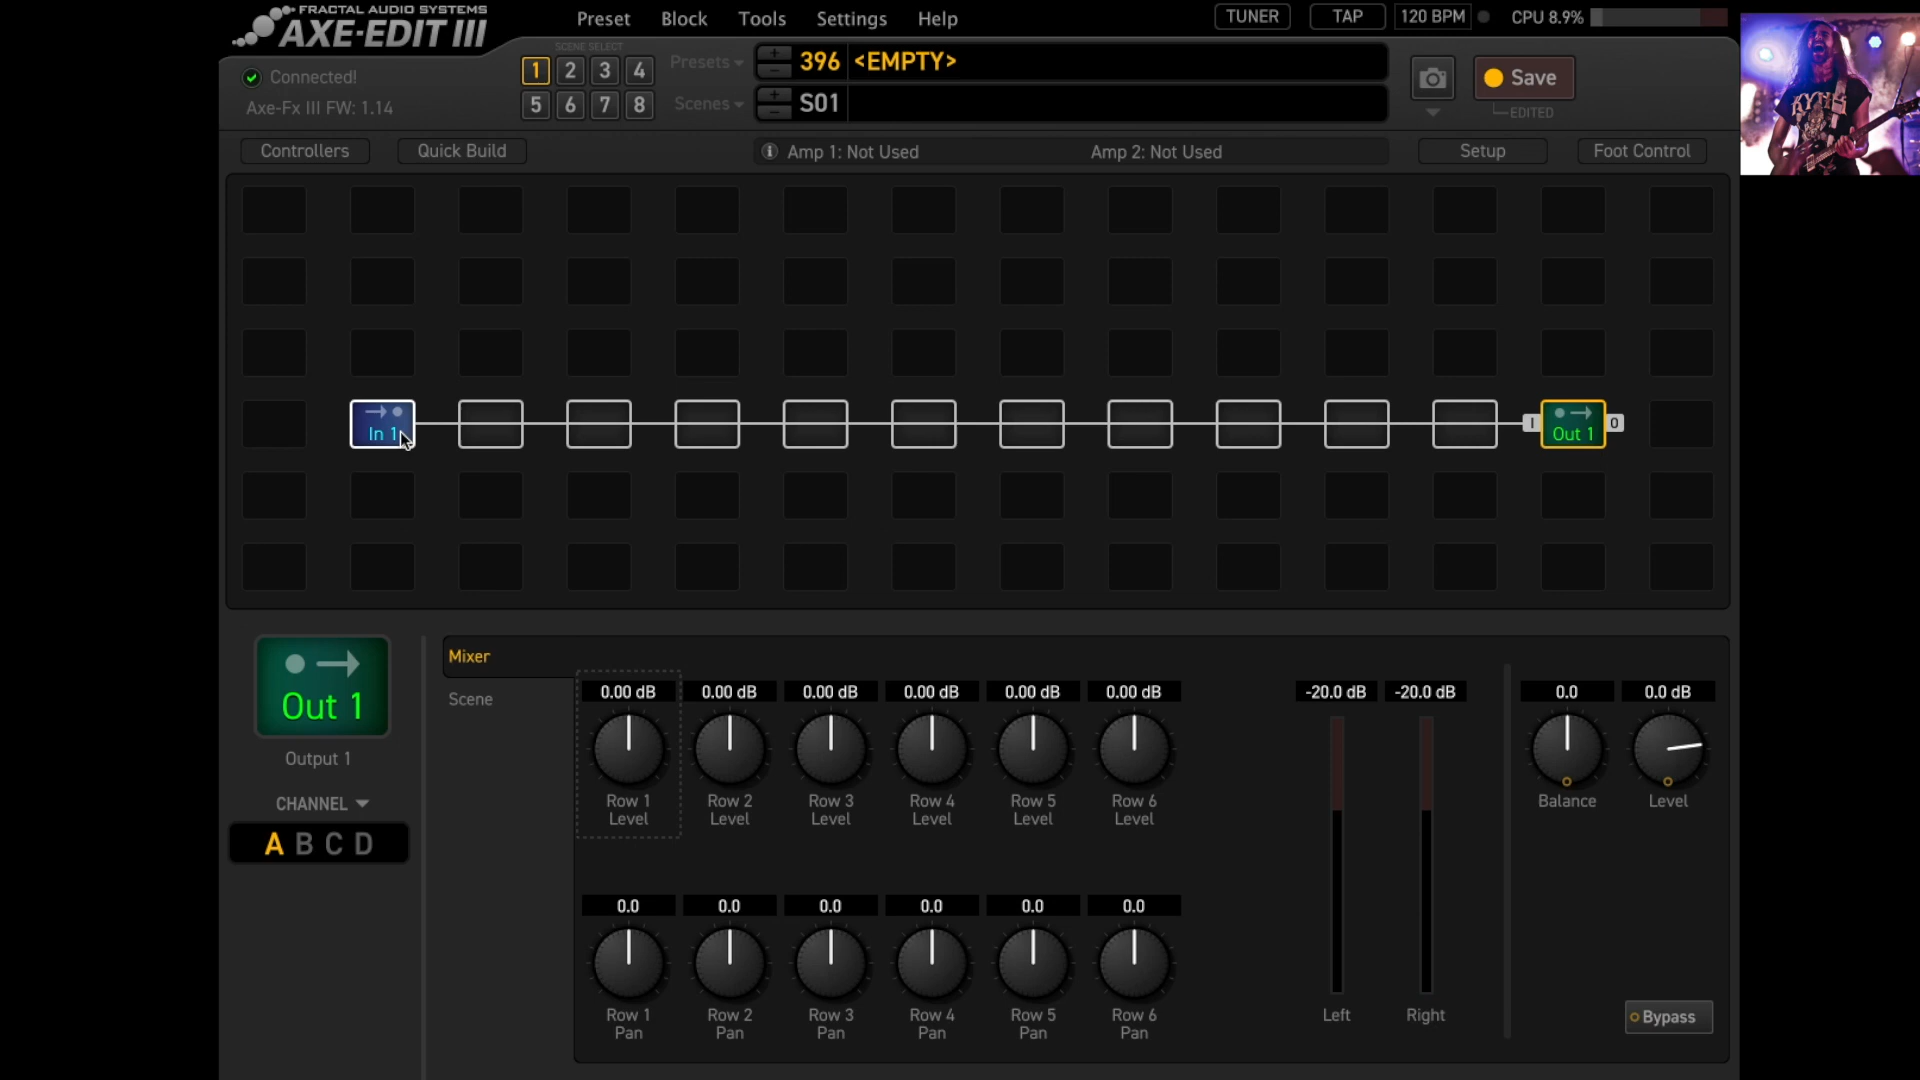 FRACTAL AUDIO SYSTEMS
AXE-EDIT III
Preset Block Tools Settings Help
TUNER TAP 120 BPM CPU 8.9%
SCENE SELECT
1 2 3 4
5 6 7 8
Presets
396 <EMPTY>
Scenes
S01
Save
EDITED
Connected!
Axe-Fx III FW: 1.14
Controllers Quick Build
Amp 1: Not Used Amp 2: Not Used
Setup Foot Control
In 1
I Out 1 O
Out 1
Output 1
CHANNEL
A B C D
Mixer
Scene
0.00 dB 0.00 dB 0.00 dB 0.00 dB 0.00 dB 0.00 dB -20.0 dB -20.0 dB 0.0 0.0 dB
Row 1 Level Row 2 Level Row 3 Level Row 4 Level Row 5 Level Row 6 Level
Balance Level
0.0 0.0 0.0 0.0 0.0 0.0
Row 1 Pan Row 2 Pan Row 3 Pan Row 4 Pan Row 5 Pan Row 6 Pan
Left Right
Bypass